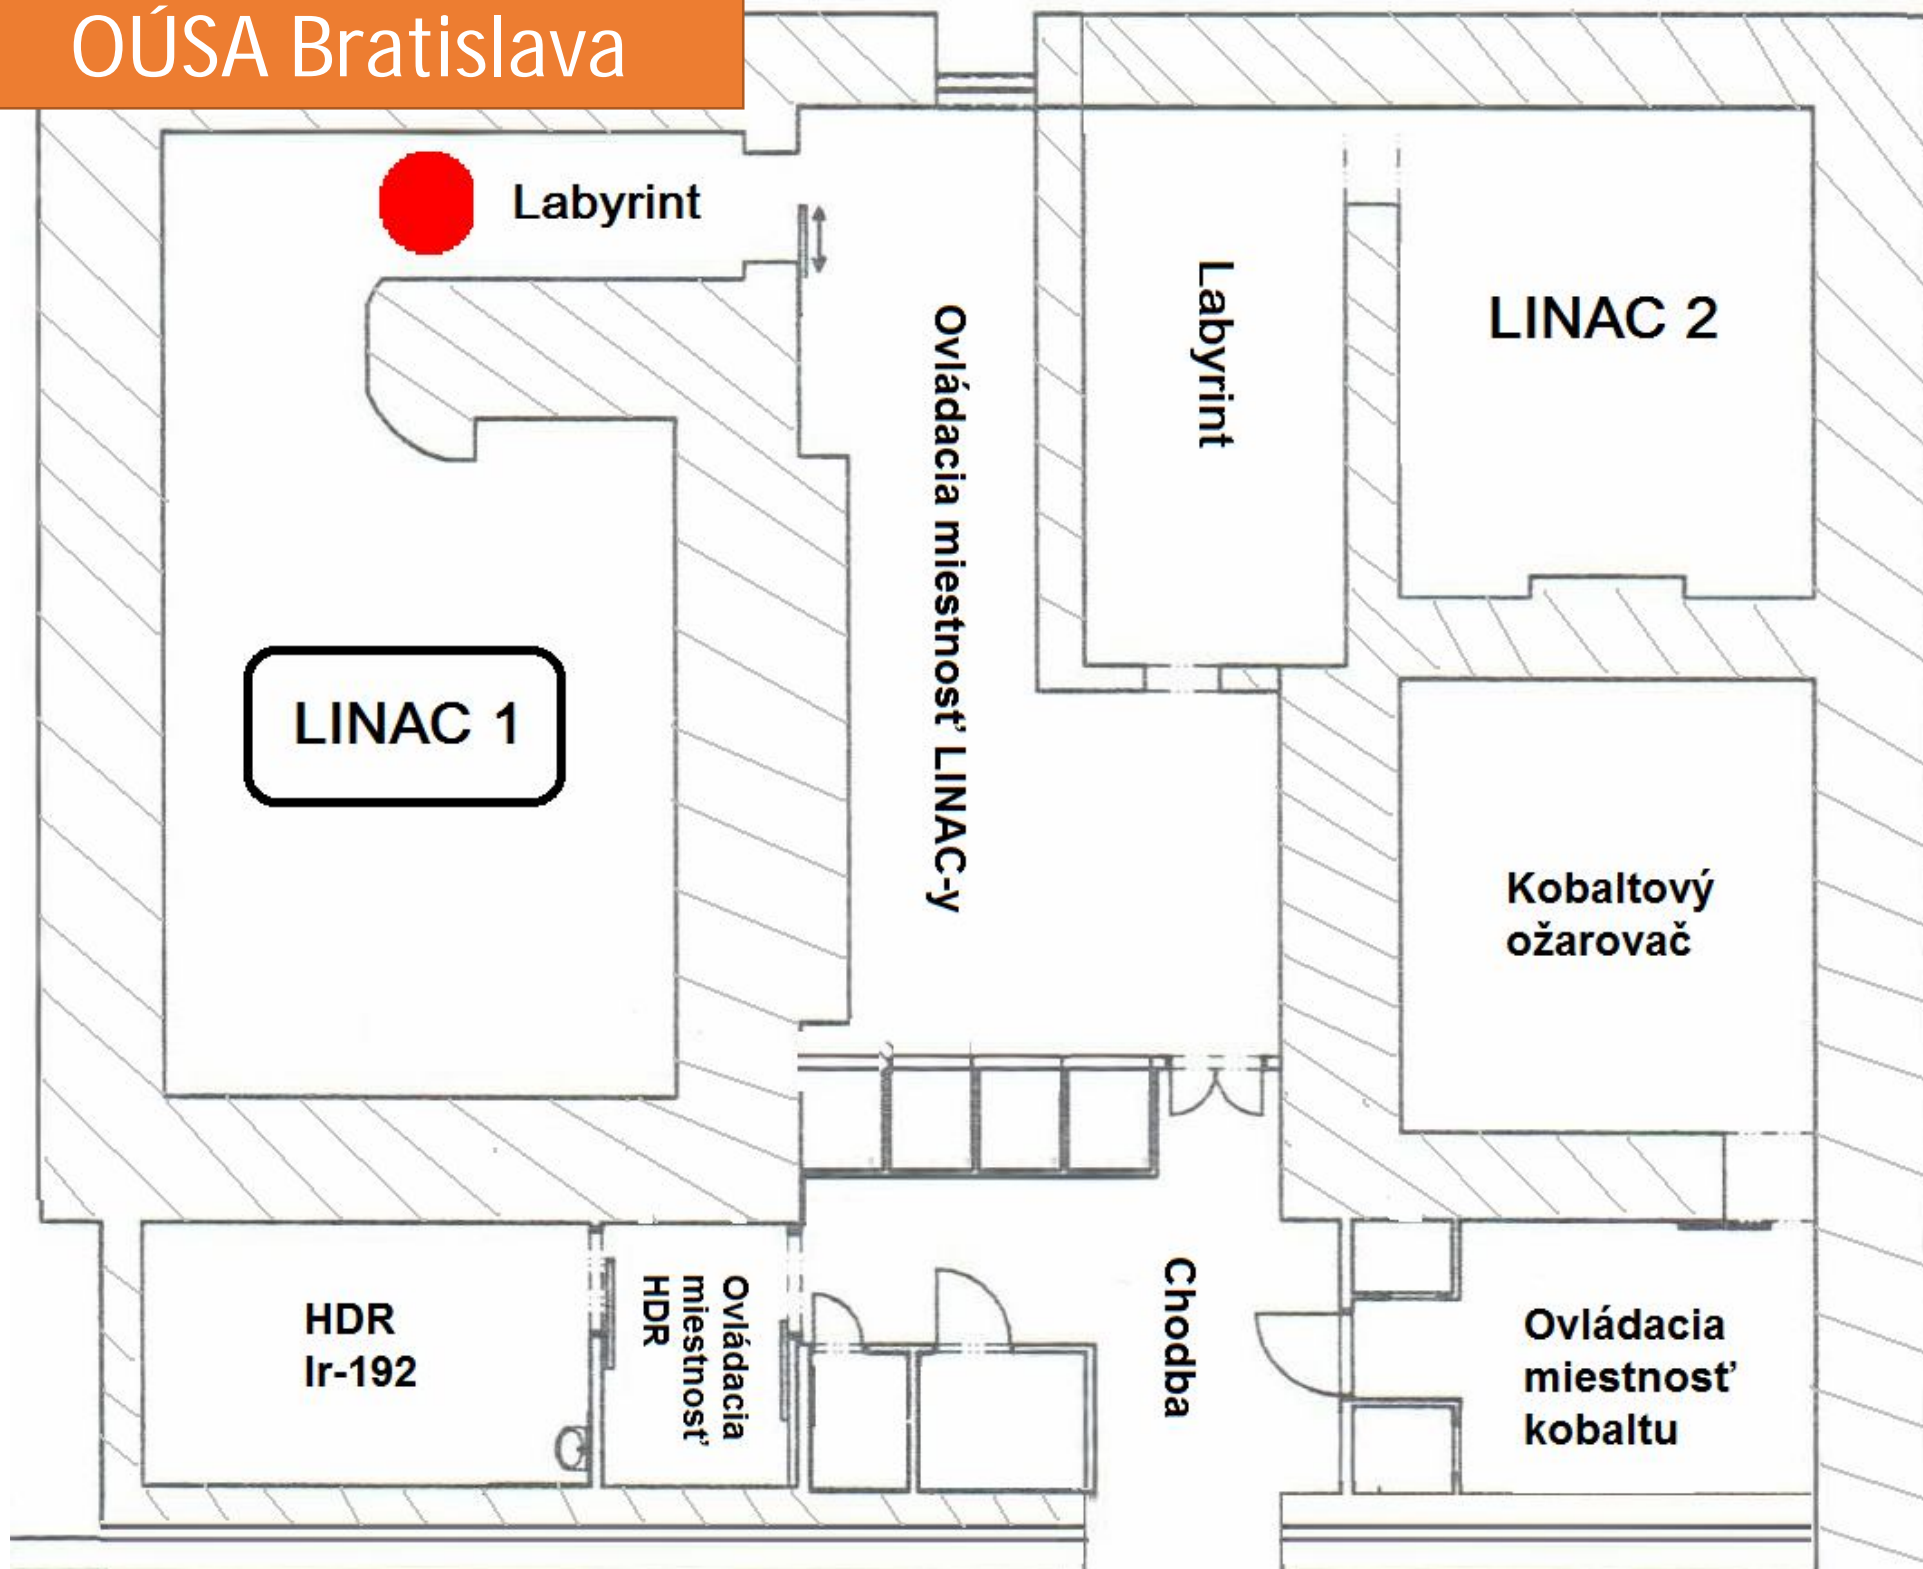 OÚSA Bratislava
Labyrint
Labyrint
LINAC 2
Ovládacia miestnosť LINAC-y
LINAC 1
Kobaltový
ožarovač
HDR
Ir-192
Ovládacia
miestnosť
HDR
Chodba
Ovládacia
miestnosť
kobaltu